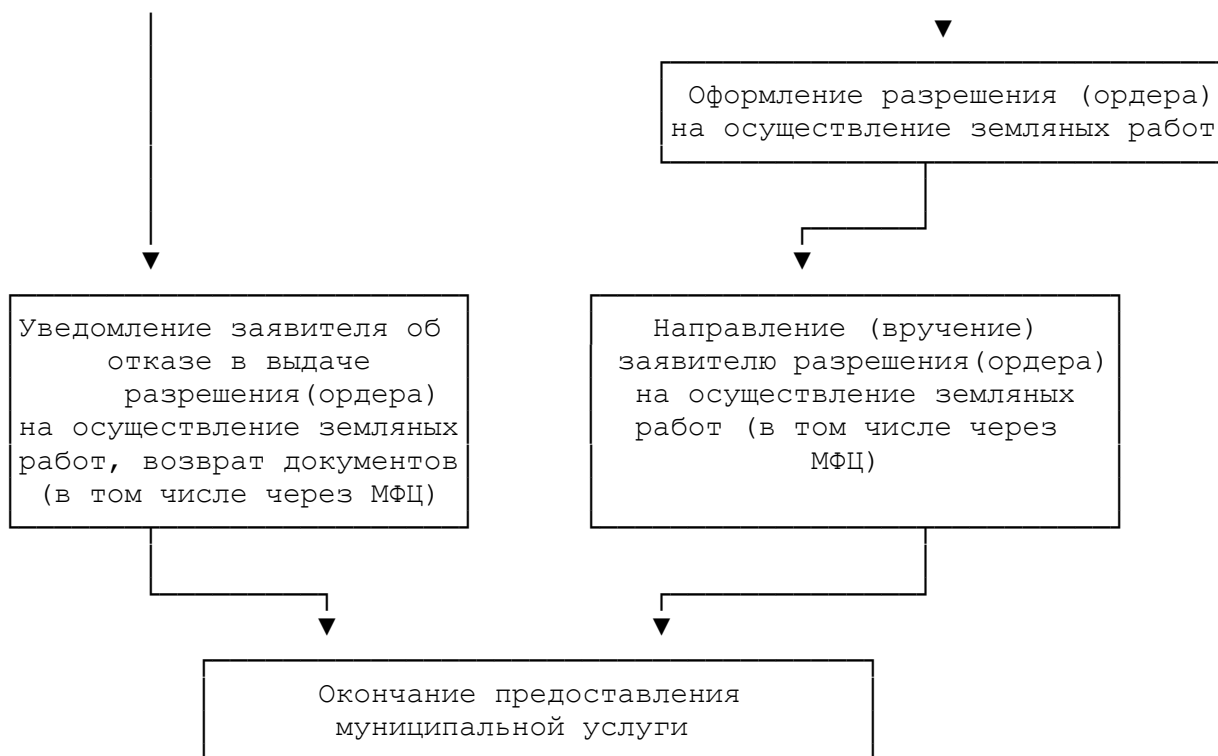 Оформление разрешения (ордера)
на осуществление земляных работ
Уведомление заявителя об
отказе в выдаче
разрешения(ордера)
на осуществление земляных
работ, возврат документов
(в том числе через МФЦ)
Направление (вручение)
заявителю разрешения(ордера)
на осуществление земляных
работ (в том числе через
МФЦ)
Окончание предоставления
муниципальной услуги